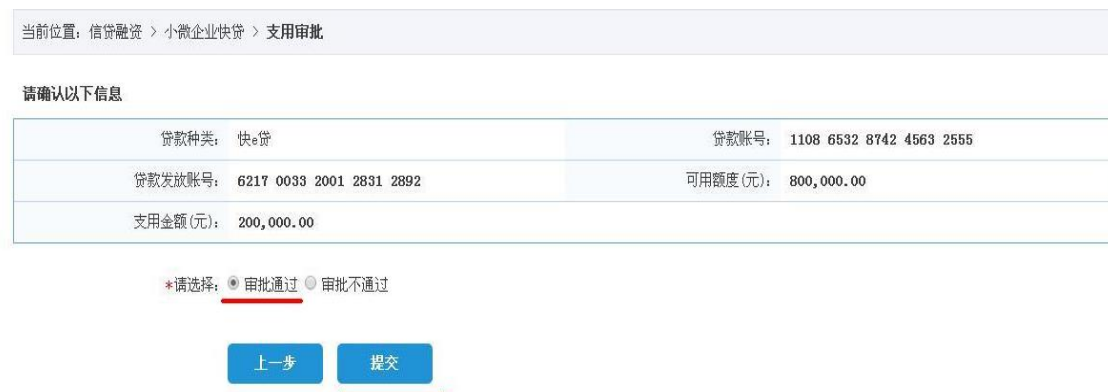 当前位置：信贷融资 > 小微企业快贷 > 支用审批
请确认以下信息
贷款种类： 快e贷 贷款账号： 1108 6532 8742 4563 2555
贷款发放账号： 6217 0033 2001 2831 2892 可用额度(元)： 800,000.00
支用金额(元)： 200,000.00
*请选择： 审批通过 审批不通过
上一步 提交